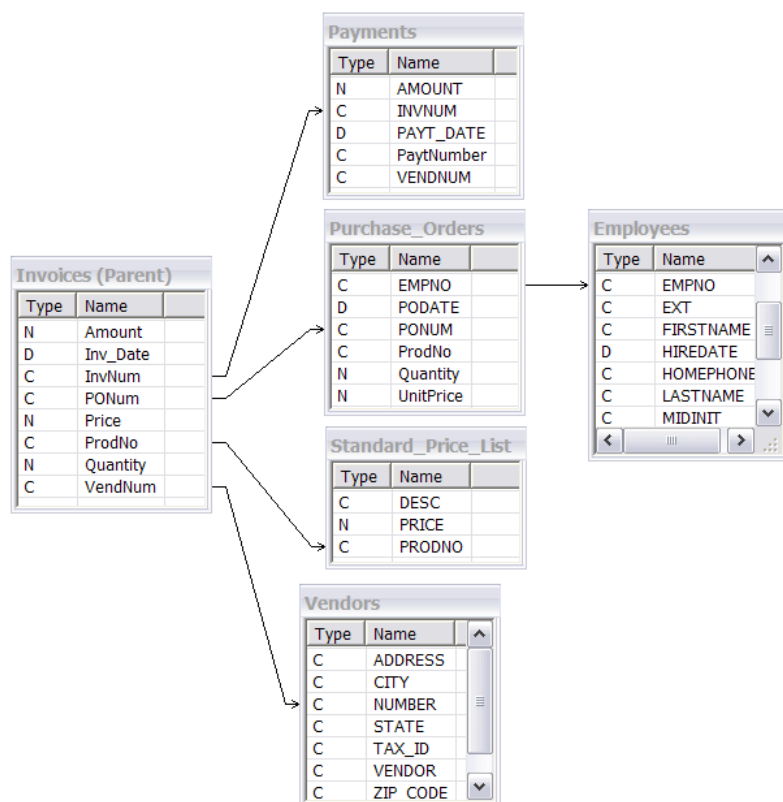 Payments
Type Name
N AMOUNT
C INVNUM
D PAYT_DATE
C PaytNumber
C VENDNUM
Purchase_Orders
Type Name
C EMPNO
D PODATE
C PONUM
C ProdNo
N Quantity
N UnitPrice
Employees
Type Name
C EMPNO
C EXT
C FIRSTNAME
D HIREDATE
C HOMEPHONE
C LASTNAME
C MIDINIT
Invoices (Parent)
Type Name
N Amount
D Inv_Date
C InvNum
C PONum
N Price
C ProdNo
N Quantity
C VendNum
Standard_Price_List
Type Name
C DESC
N PRICE
C PRODNO
Vendors
Type Name
C ADDRESS
C CITY
C NUMBER
C STATE
C TAX_ID
C VENDOR
C ZIP_CODE